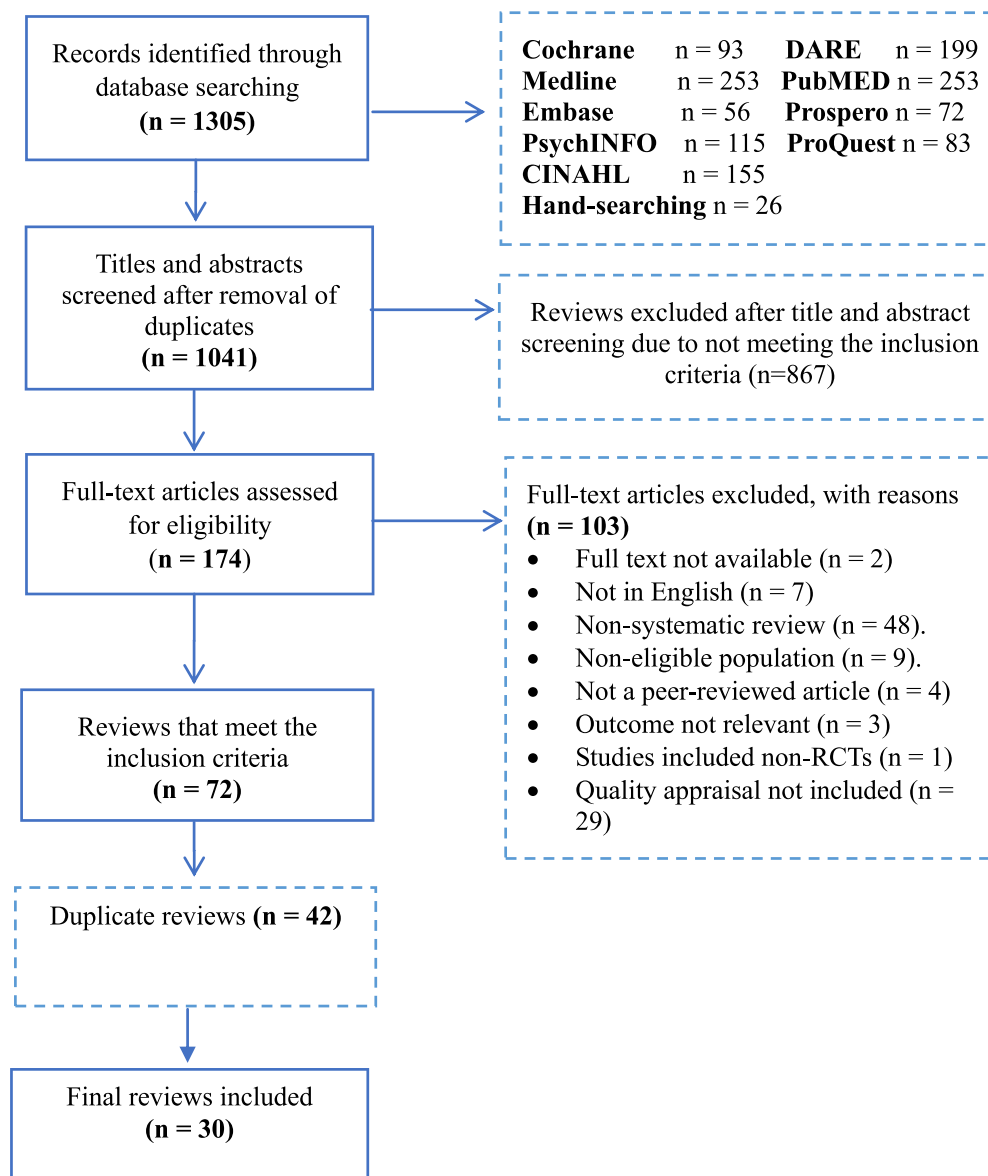 Records identified through
database searching
(n = 1305)
Cochrane n = 93 DARE n = 199
Medline n = 253 PubMED n = 253
Embase n = 56 Prospero n = 72
PsychINFO n = 115 ProQuest n = 83
CINAHL n = 155
Hand-searching n = 26
Titles and abstracts
screened after removal of
duplicates
(n = 1041)
Reviews excluded after title and abstract
screening due to not meeting the inclusion
criteria (n=867)
Full-text articles assessed
for eligibility
(n = 174)
Full-text articles excluded, with reasons
(n = 103)
• Full text not available (n = 2)
• Not in English (n = 7)
• Non-systematic review (n = 48).
• Non-eligible population (n = 9).
• Not a peer-reviewed article (n = 4)
• Outcome not relevant (n = 3)
• Studies included non-RCTs (n = 1)
• Quality appraisal not included (n =
29)
Reviews that meet the
inclusion criteria
(n = 72)
Duplicate reviews (n = 42)
Final reviews included
(n = 30)